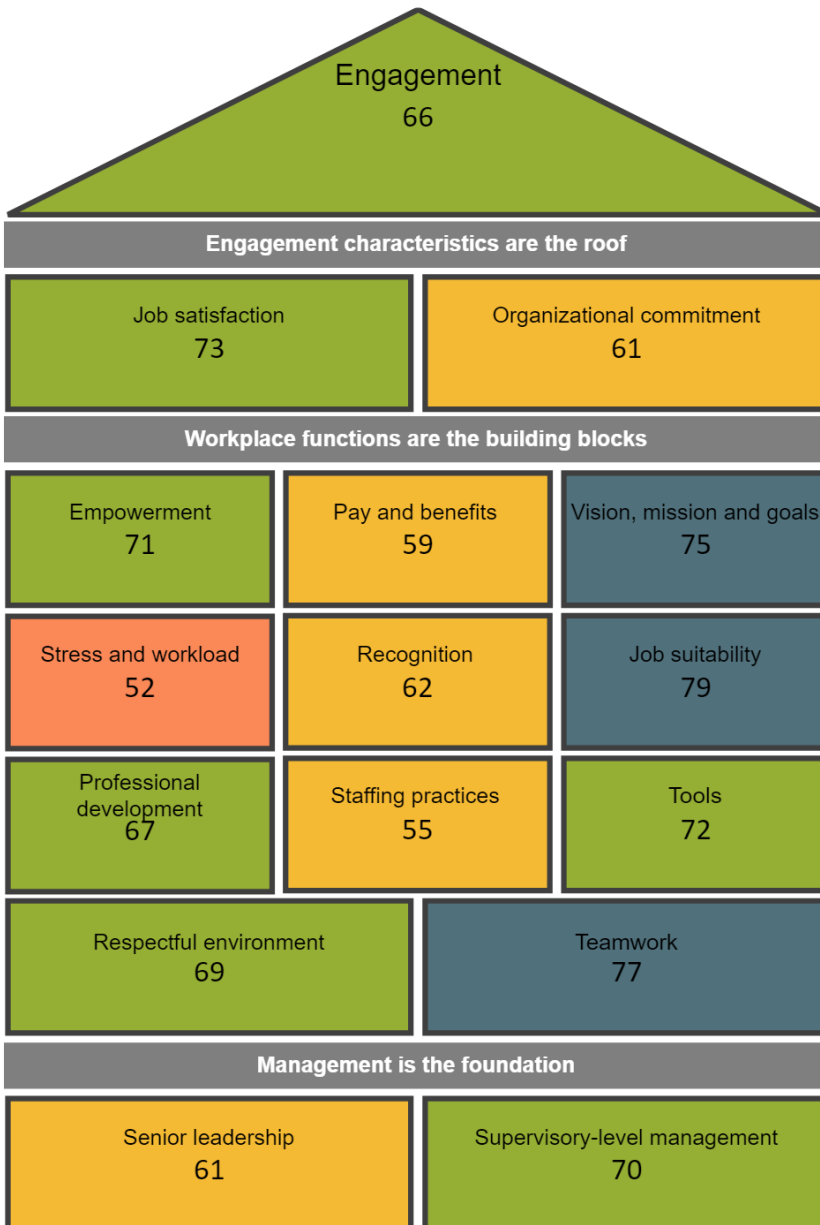 Engagement
66
Engagement characteristics are the roof
Job satisfaction
73
Organizational commitment
61
Workplace functions are the building blocks
Empowerment
71
Pay and benefits
59
Vision, mission and goals
75
Stress and workload
52
Recognition
62
Job suitability
79
Professional
development
67
Staffing practices
55
Tools
72
Respectful environment
69
Teamwork
77
Management is the foundation
Senior leadership
61
Supervisory-level management
70